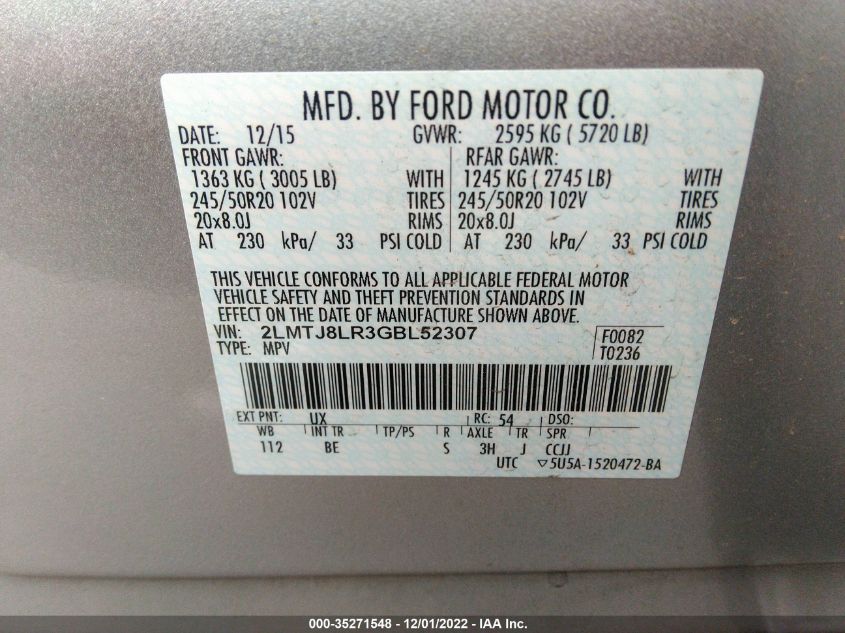 MFD. BY FORD MOTOR CO.
DATE: 12/15 GVWR: 2595 KG ( 5720 LB)
FRONT GAWR: RFAR GAWR:
1363 KG ( 3005 LB) WITH 1245 KG ( 2745 LB) WITH
245/50R20 102V TIRES 245/50R20 102V TIRES
20x8.0J RIMS 20x8.0J RIMS
AT 230 kPa/ 33 PSI COLD AT 230 kPa/ 33 PSI COLD
THIS VEHICLE CONFORMS TO ALL APPLICABLE FEDERAL MOTOR
VEHICLE SAFETY AND THEFT PREVENTION STANDARDS IN
EFFECT ON THE DATE OF MANUFACTURE SHOWN ABOVE.
VIN: 2LMTJ8LR3GBL52307 F0082
TYPE: MPV T0236
EXT PNT: UX RC: 54 DSO:
WB INT TR TP/PS R AXLE TR SPR
112 BE S 3H J CCJJ
UTC ▽5U5A-1520472-BA
000-35271548 - 12/01/2022 - IAA Inc.